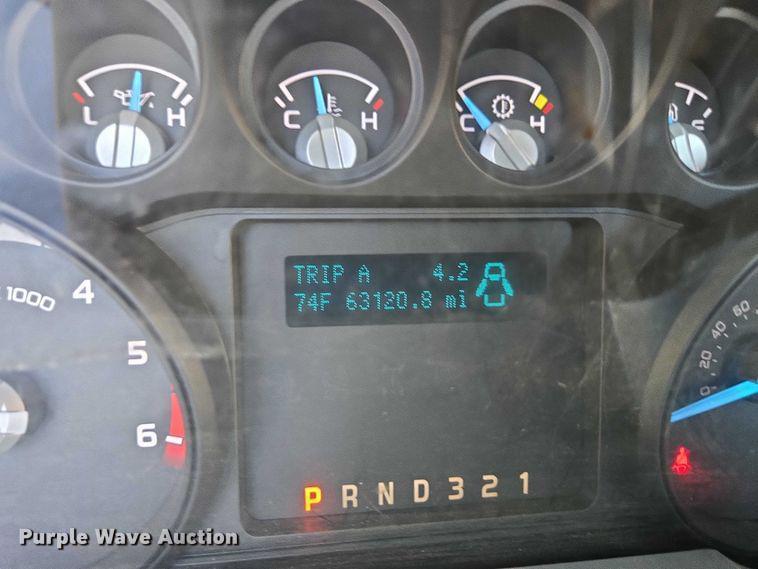 L H
C H
C H
x 1000
4
5
6
TRIP A 4.2
74F 63120.8 mi
0 20 40 60
P R N D 3 2 1
Purple Wave Auction